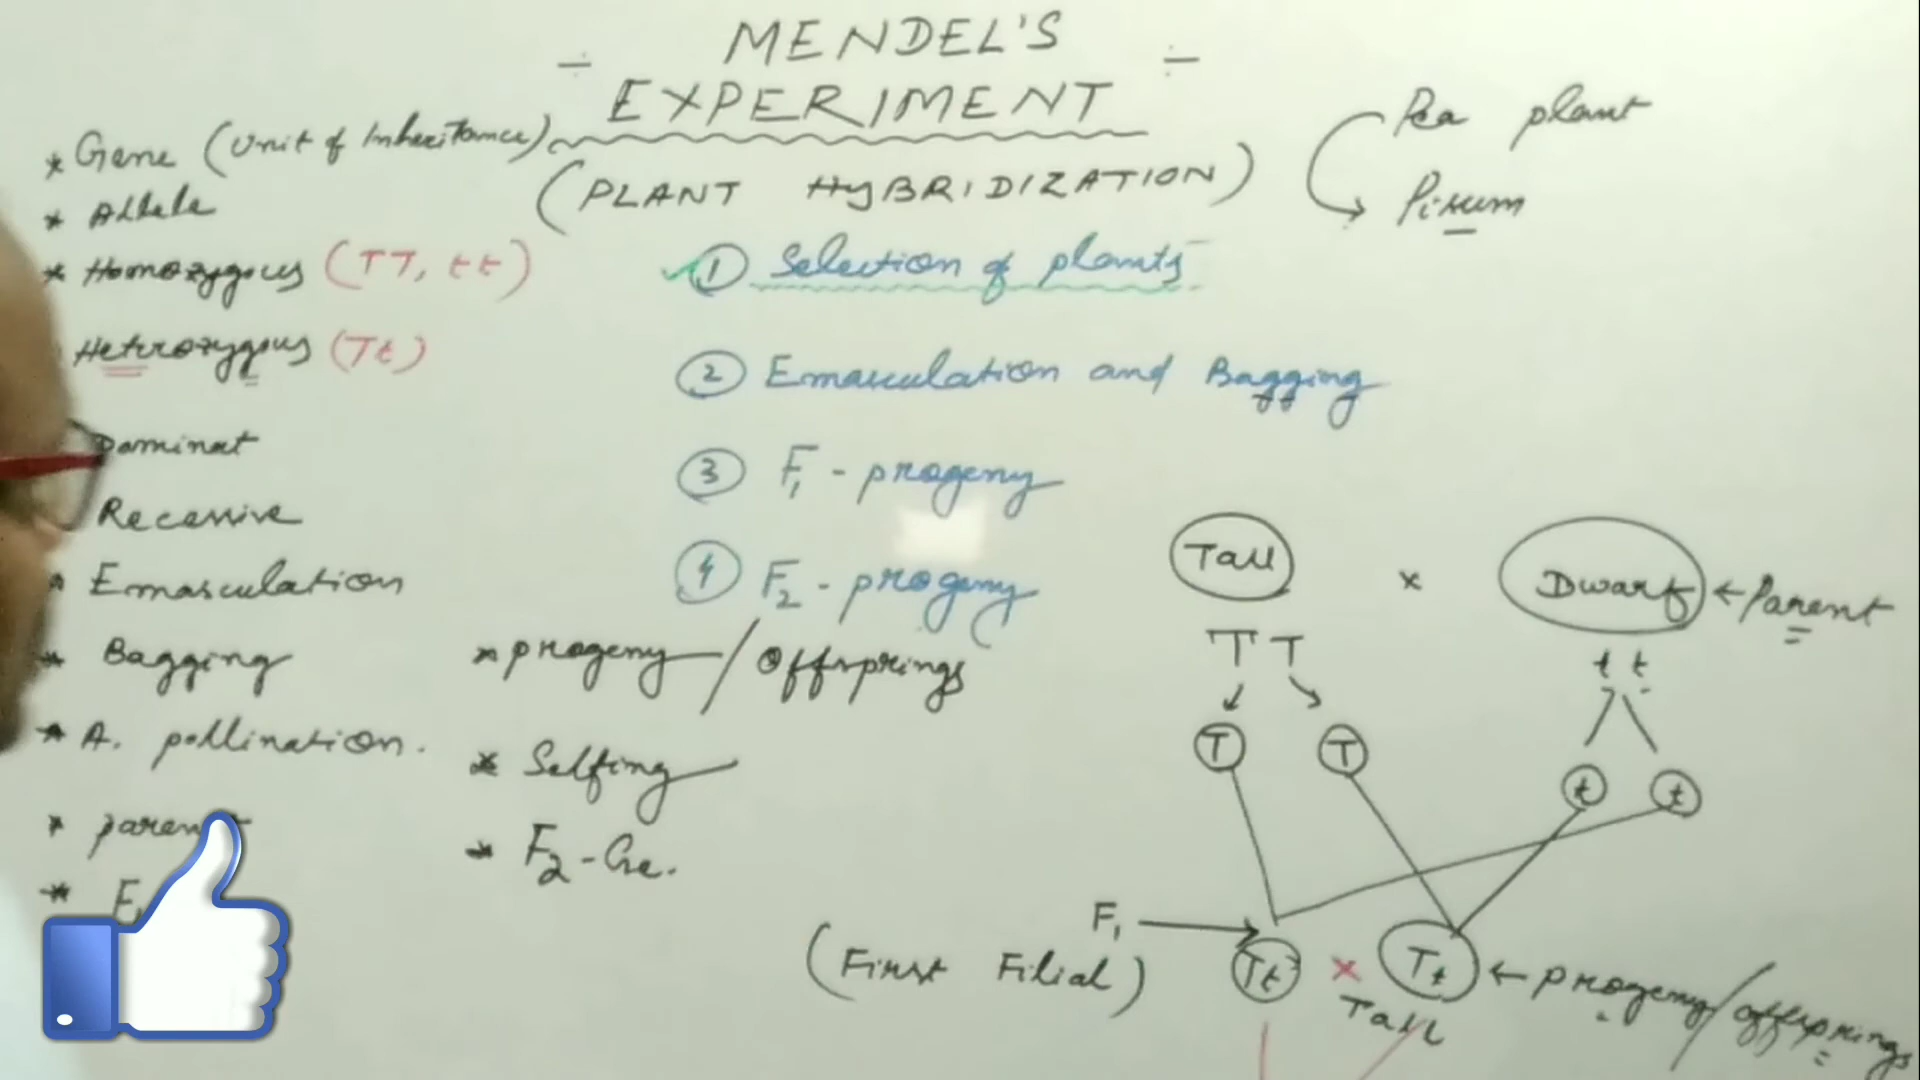 MENDEL'S
÷ EXPERIMENT ÷
(PLANT HYBRIDIZATION)
Pea plant
Pisum
* Gene (Unit of Inheritance)
* Allele
* Homozygous (TT, tt)
Heterozygous (Tt)
Dominat
Recessive
* Emasculation
* Bagging
* A. pollination.
* parent
* F1
* progeny / Offsprings
* Selfing
* F2 - Ge.
① Selection of plants
② Emasculation and Bagging
③ F1 - progeny
④ F2 - progeny
Tall x Dwarf ← Parent
TT tt
T T t t
F1 → Tt x Tt ← progeny / offsprings
(First Filial)
Tall